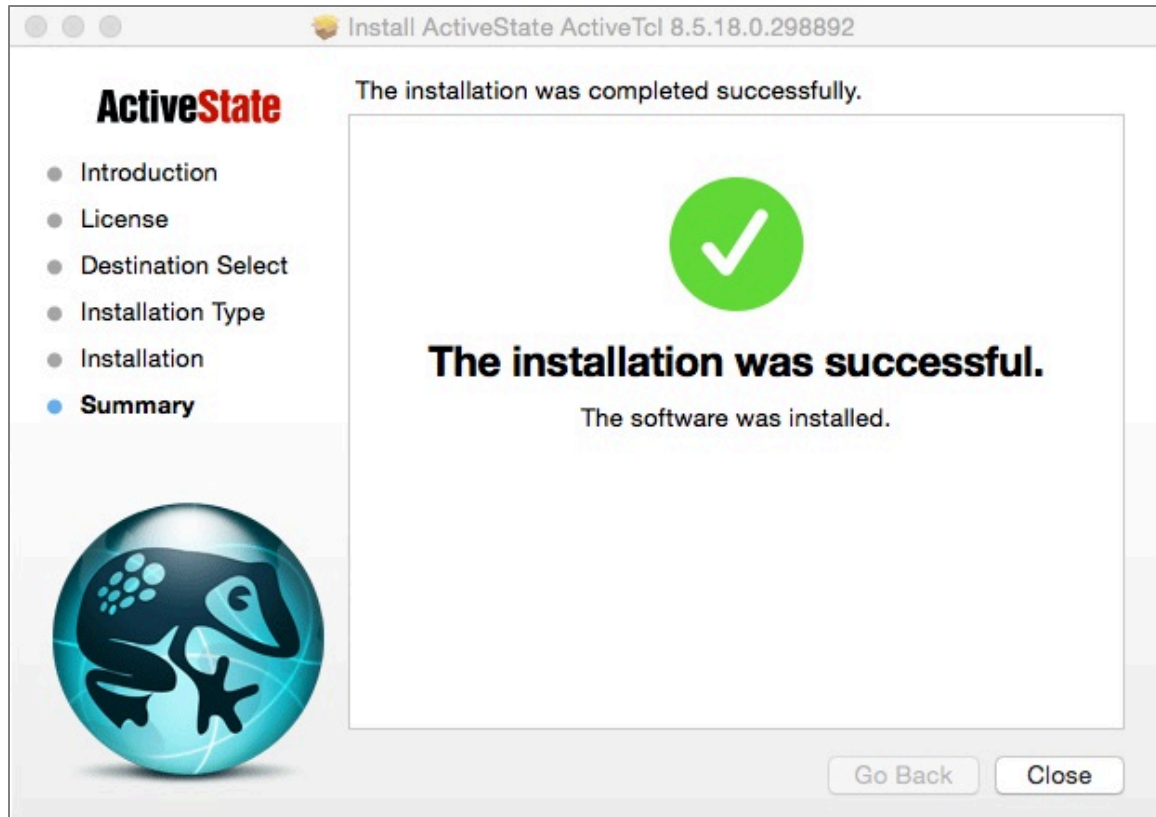 Install ActiveState ActiveTcl 8.5.18.0.298892
ActiveState
Introduction
License
Destination Select
Installation Type
Installation
Summary
The installation was completed successfully.
The installation was successful.
The software was installed.
Go Back
Close